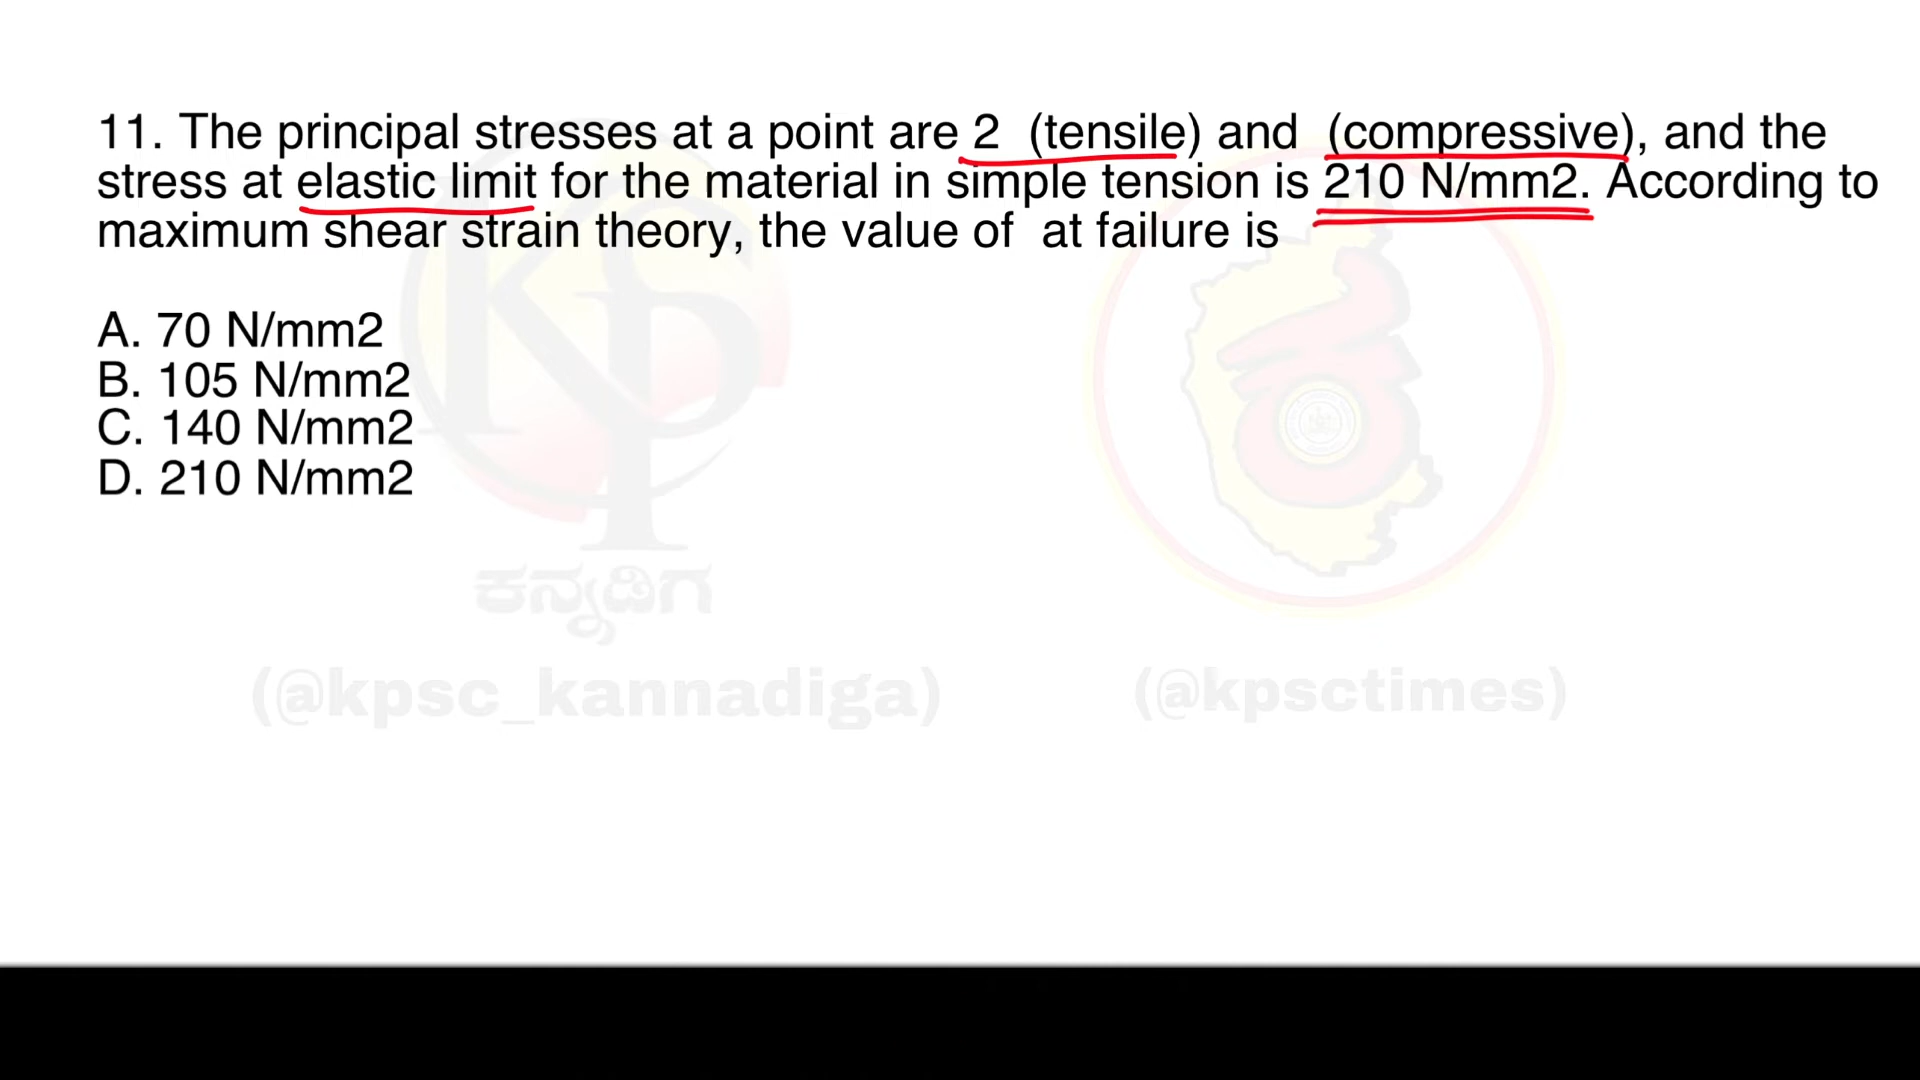 11. The principal stresses at a point are 2 (tensile) and (compressive), and the
stress at elastic limit for the material in simple tension is 210 N/mm2. According to
maximum shear strain theory, the value of at failure is
A. 70 N/mm2
B. 105 N/mm2
C. 140 N/mm2
D. 210 N/mm2
KPS
ಕನ್ನಡಿಗ
(@kpsc_kannadiga)
(@kpsctimes)